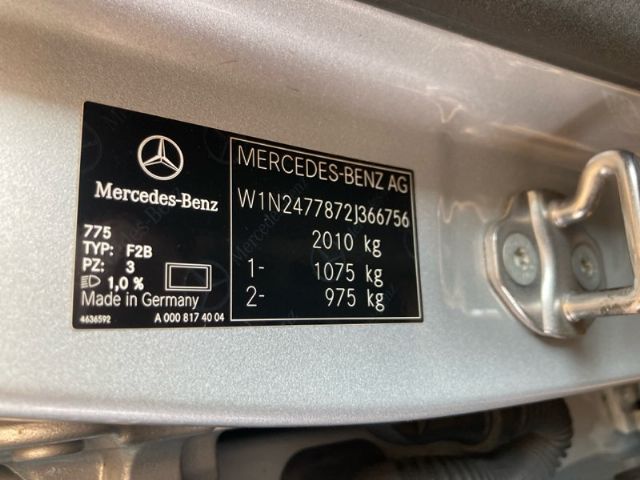 Mercedes-Benz
775
TYP: F2B
PZ: 3
1,0 %
Made in Germany
4636592
A 000 817 40 04
MERCEDES-BENZ AG
W1N2477872J366756
2010 kg
1- 1075 kg
2- 975 kg